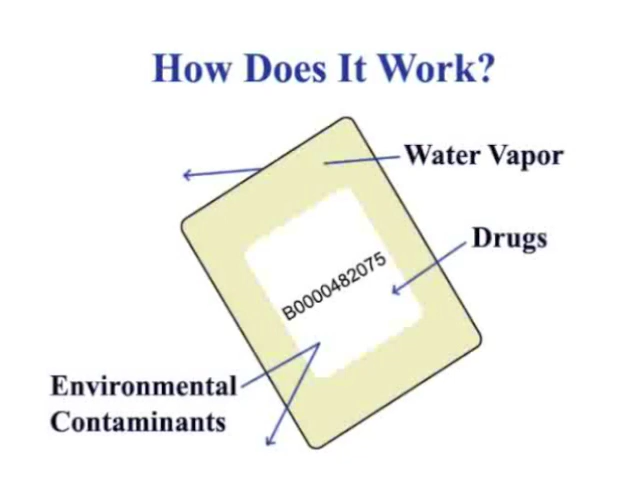 How Does It Work?
Water Vapor
Drugs
B0000482075
Environmental
Contaminants